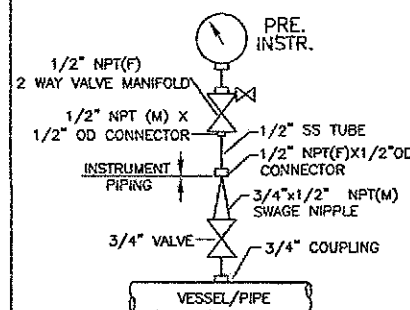 PRE.
INSTR.
1/2" NPT(F)
2 WAY VALVE MANIFOLD
1/2" NPT (M) X
1/2" OD CONNECTOR
1/2" SS TUBE
1/2" NPT(F)X1/2"OD
CONNECTOR
INSTRUMENT
PIPING
3/4"x1/2" NPT(M)
SWAGE NIPPLE
3/4" VALVE
3/4" COUPLING
VESSEL/PIPE